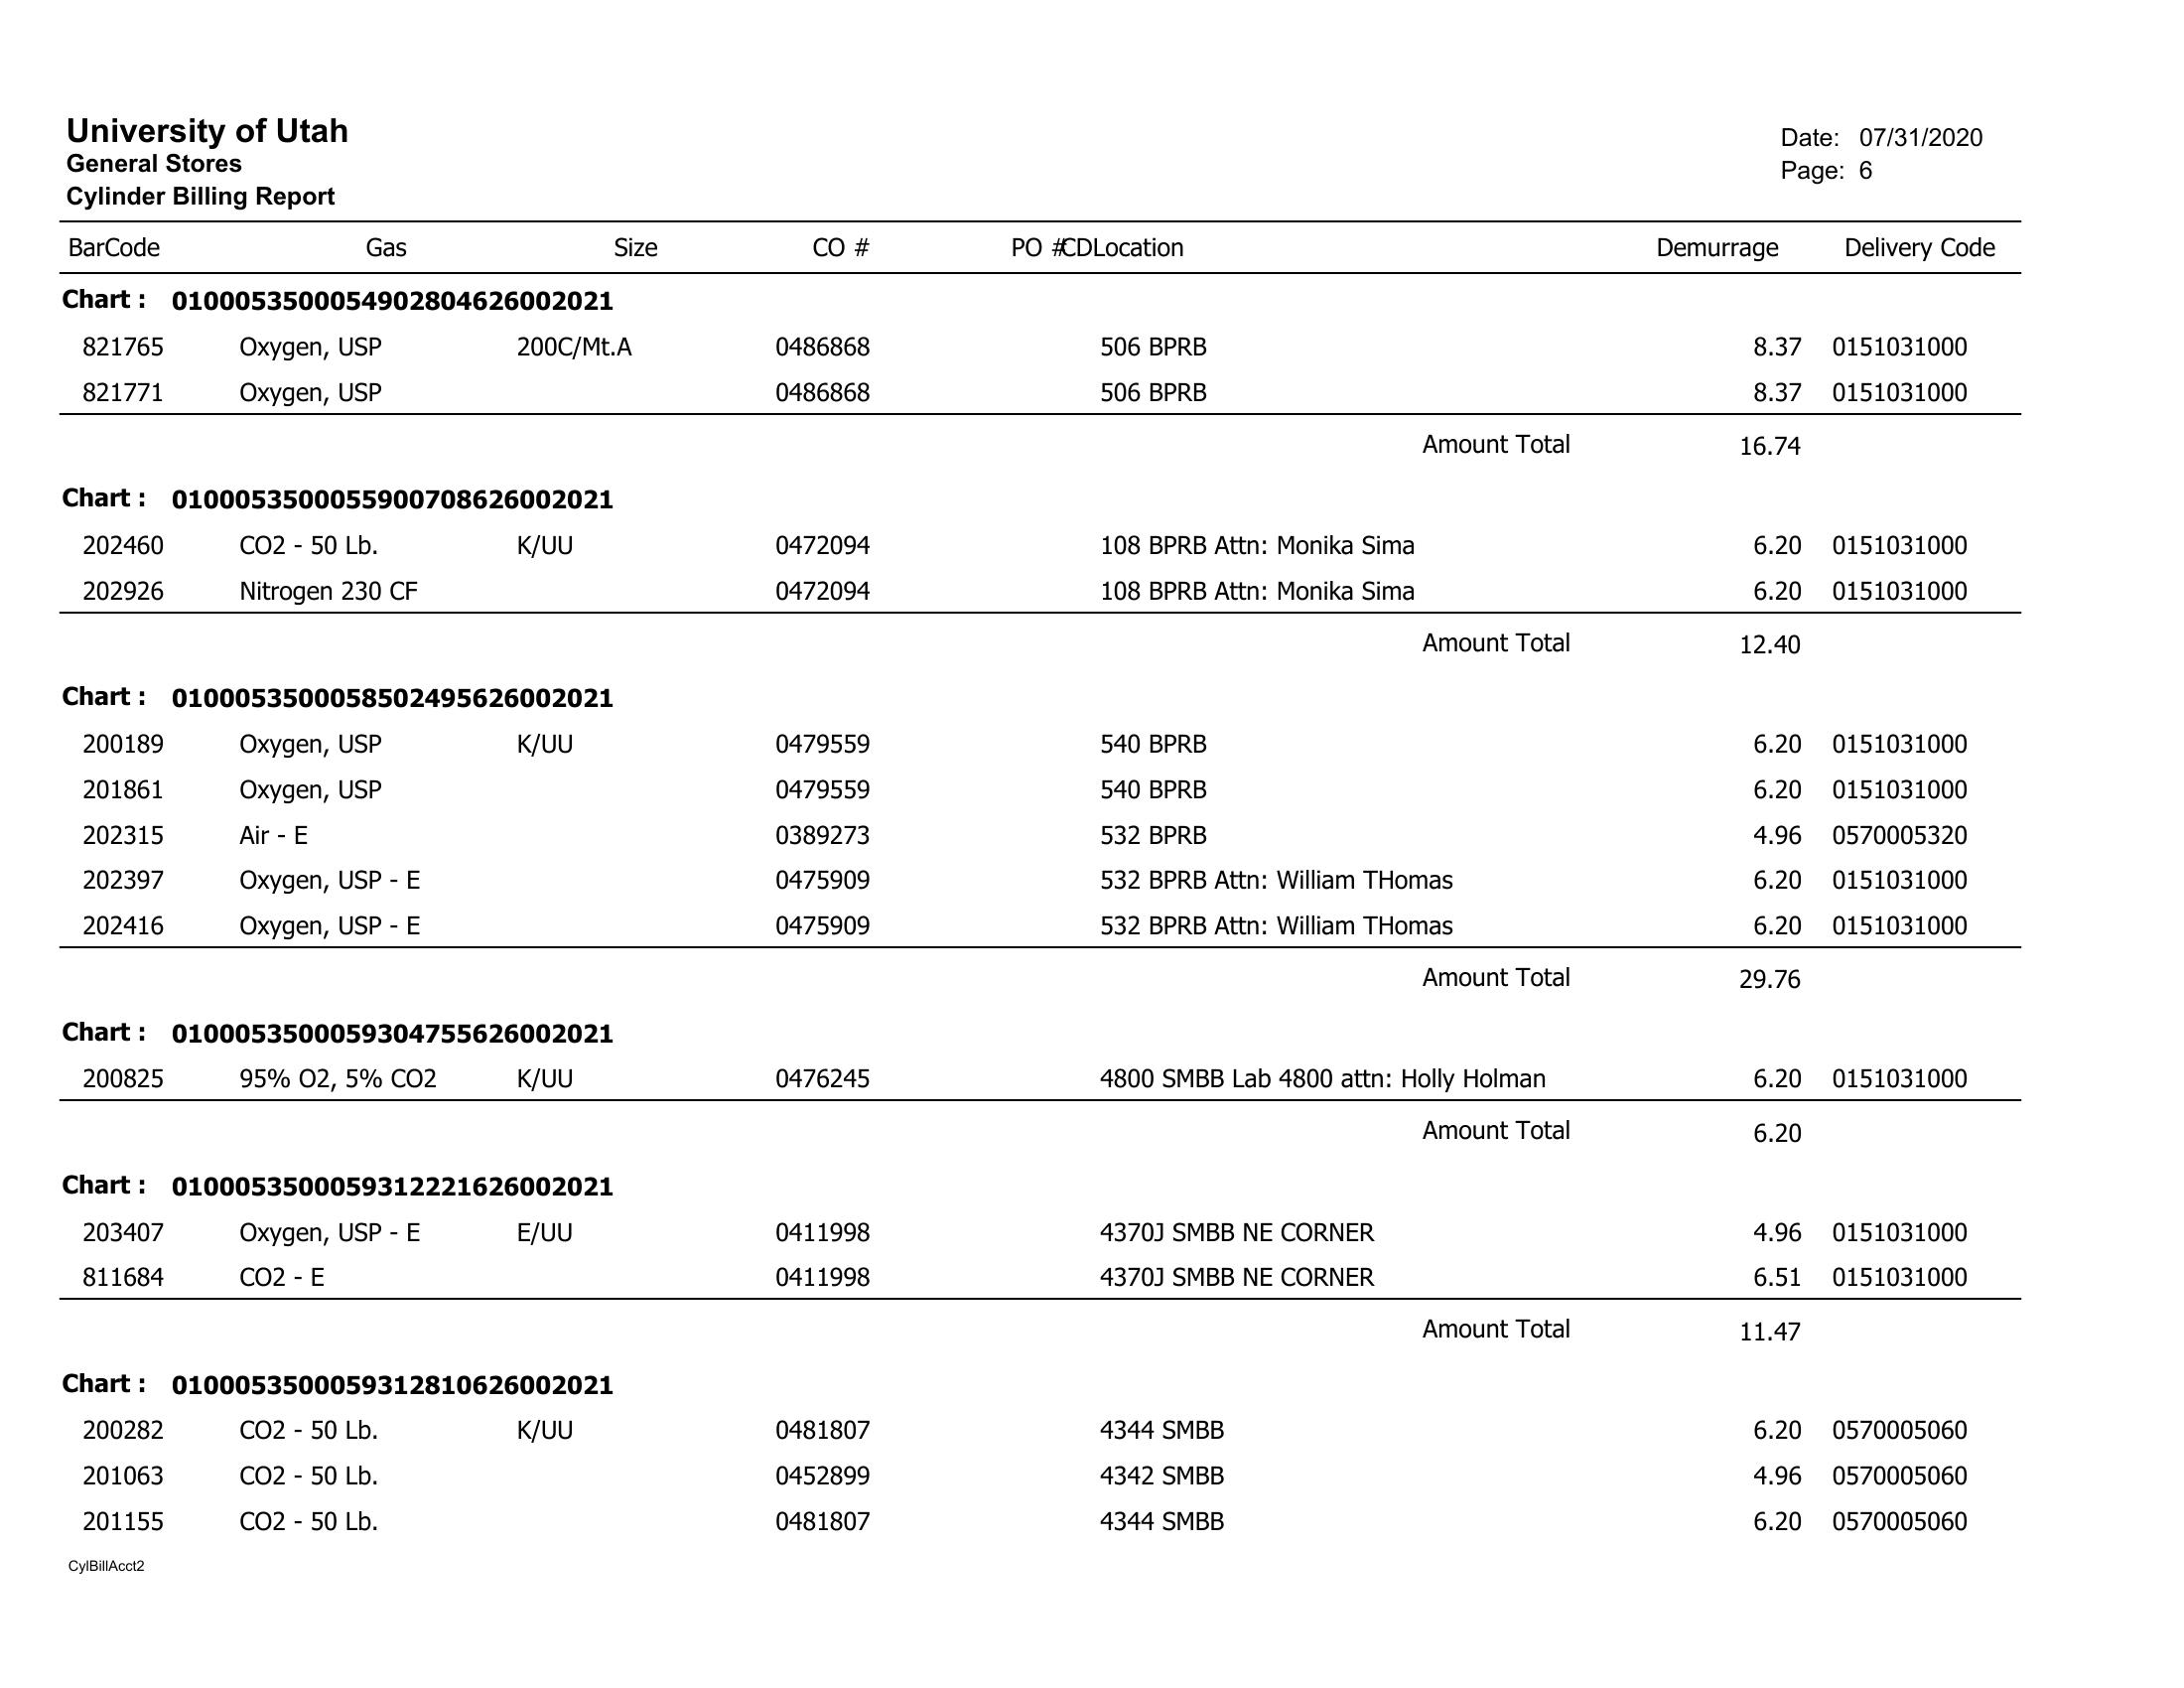 University of Utah
General Stores
Cylinder Billing Report
Date: 07/31/2020
Page: 6
BarCode Gas Size CO # PO # CDLocation Demurrage Delivery Code
Chart : 01000535000549028046260​02021
821765 Oxygen, USP 200C/Mt.A 0486868 506 BPRB 8.37 0151031000
821771 Oxygen, USP 0486868 506 BPRB 8.37 0151031000
Amount Total 16.74
Chart : 0100053500055900708626002021
202460 CO2 - 50 Lb. K/UU 0472094 108 BPRB Attn: Monika Sima 6.20 0151031000
202926 Nitrogen 230 CF 0472094 108 BPRB Attn: Monika Sima 6.20 0151031000
Amount Total 12.40
Chart : 0100053500058502495626002021
200189 Oxygen, USP K/UU 0479559 540 BPRB 6.20 0151031000
201861 Oxygen, USP 0479559 540 BPRB 6.20 0151031000
202315 Air - E 0389273 532 BPRB 4.96 0570005320
202397 Oxygen, USP - E 0475909 532 BPRB Attn: William THomas 6.20 0151031000
202416 Oxygen, USP - E 0475909 532 BPRB Attn: William THomas 6.20 0151031000
Amount Total 29.76
Chart : 0100053500059304755626002021
200825 95% O2, 5% CO2 K/UU 0476245 4800 SMBB Lab 4800 attn: Holly Holman 6.20 0151031000
Amount Total 6.20
Chart : 0100053500059312221626002021
203407 Oxygen, USP - E E/UU 0411998 4370J SMBB NE CORNER 4.96 0151031000
811684 CO2 - E 0411998 4370J SMBB NE CORNER 6.51 0151031000
Amount Total 11.47
Chart : 0100053500059312810626002021
200282 CO2 - 50 Lb. K/UU 0481807 4344 SMBB 6.20 0570005060
201063 CO2 - 50 Lb. 0452899 4342 SMBB 4.96 0570005060
201155 CO2 - 50 Lb. 0481807 4344 SMBB 6.20 0570005060
CylBillAcct2